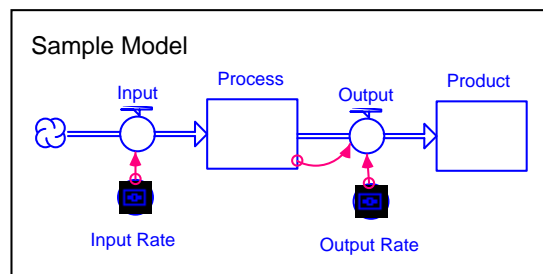 Sample Model
Input
Process
Output
Product
Input Rate
Output Rate